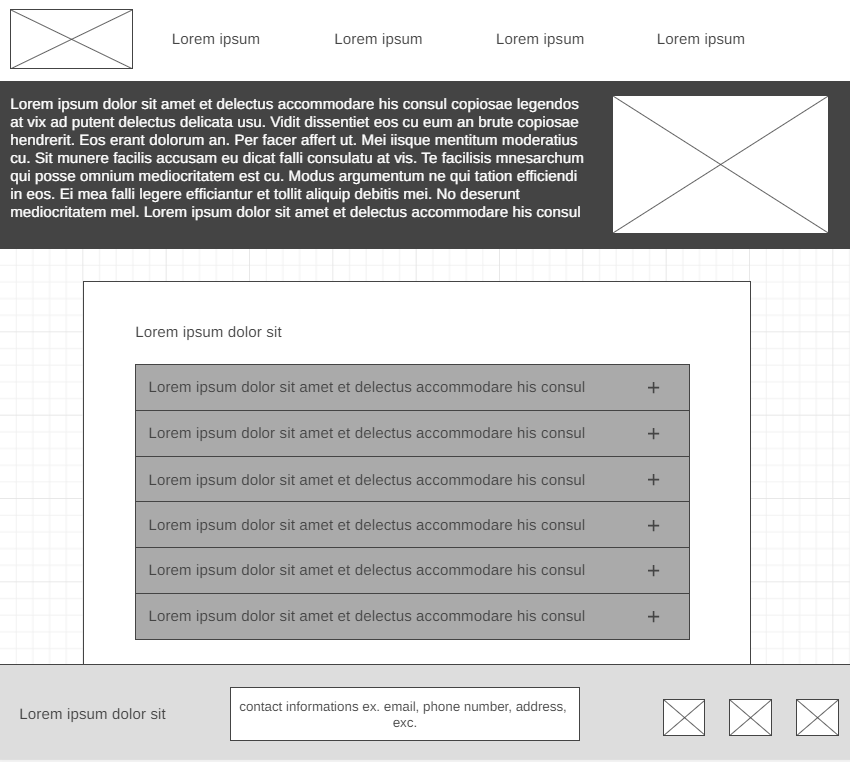 Lorem ipsum
Lorem ipsum
Lorem ipsum
Lorem ipsum
Lorem ipsum dolor sit amet et delectus accommodare his consul copiosae legendos
at vix ad putent delectus delicata usu. Vidit dissentiet eos cu eum an brute copiosae
hendrerit. Eos erant dolorum an. Per facer affert ut. Mei iisque mentitum moderatius
cu. Sit munere facilis accusam eu dicat falli consulatu at vis. Te facilisis mnesarchum
qui posse omnium mediocritatem est cu. Modus argumentum ne qui tation efficiendi
in eos. Ei mea falli legere efficiantur et tollit aliquip debitis mei. No deserunt
mediocritatem mel. Lorem ipsum dolor sit amet et delectus accommodare his consul
Lorem ipsum dolor sit
Lorem ipsum dolor sit amet et delectus accommodare his consul +
Lorem ipsum dolor sit amet et delectus accommodare his consul +
Lorem ipsum dolor sit amet et delectus accommodare his consul +
Lorem ipsum dolor sit amet et delectus accommodare his consul +
Lorem ipsum dolor sit amet et delectus accommodare his consul +
Lorem ipsum dolor sit amet et delectus accommodare his consul +
Lorem ipsum dolor sit
contact informations ex. email, phone number, address,
exc.